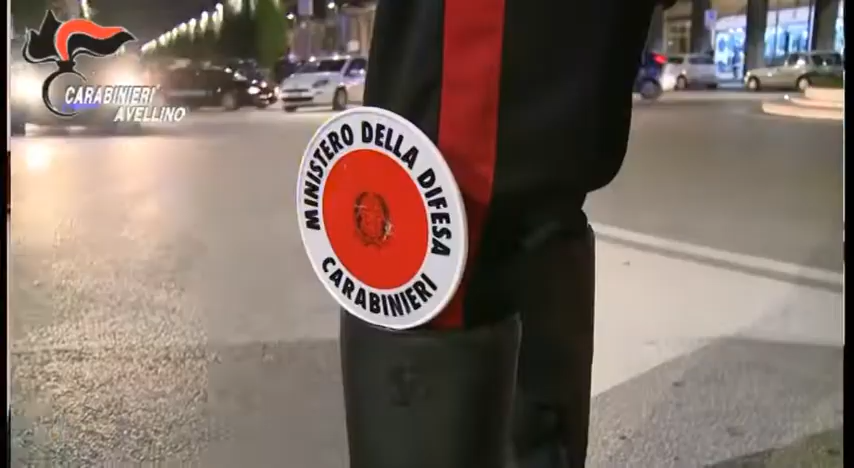 CARABINIERI
AVELLINO
MINISTERO DELLA DIFESA
CARABINIERI